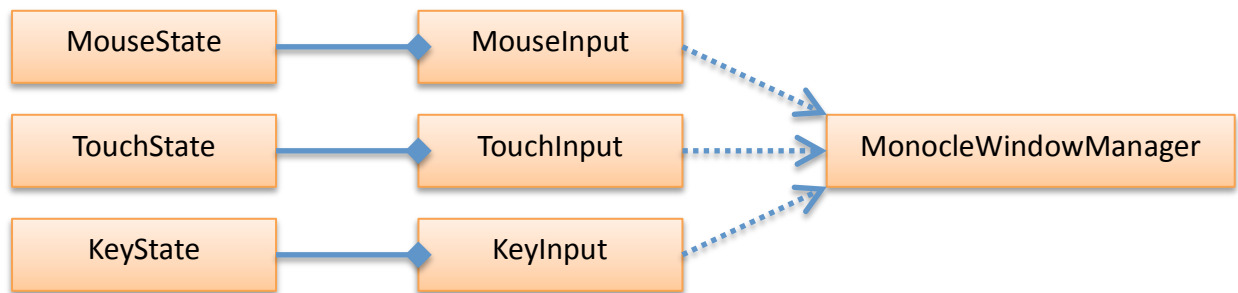 MouseState
MouseInput
TouchState
TouchInput
MonocleWindowManager
KeyState
KeyInput